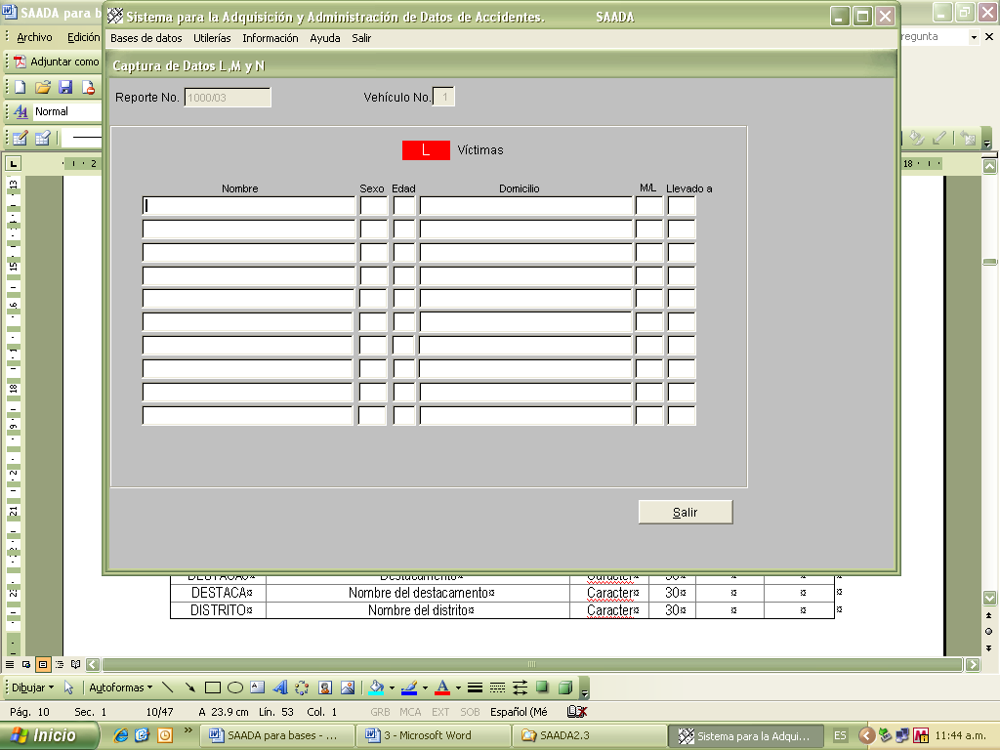 SAADA para b
Sistema para la Adquisición y Administración de Datos de Accidentes. SAADA
Archivo Edición
Bases de datos Utilerías Información Ayuda Salir
regunta
Adjuntar como
Captura de Datos L,M y N
Reporte No. 1000/03 Vehículo No. 1
Normal
L Víctimas
2
18
Nombre Sexo Edad Domicilio M/L Llevado a
Salir
DESTACA¤ Nombre del destacamento¤ Caracter¤ 30¤ ¤ ¤ ¤
DISTRITO¤ Nombre del distrito¤ Caracter¤ 30¤ ¤ ¤ ¤
Dibujar Autoformas
Pág. 10 Sec. 1 10/47 A 23.9 cm Lín. 53 Col. 1 GRB MCA EXT SOB Español (Mé
Inicio SAADA para bases - ... 3 - Microsoft Word SAADA2.3 Sistema para la Adqui... ES 11:44 a.m.